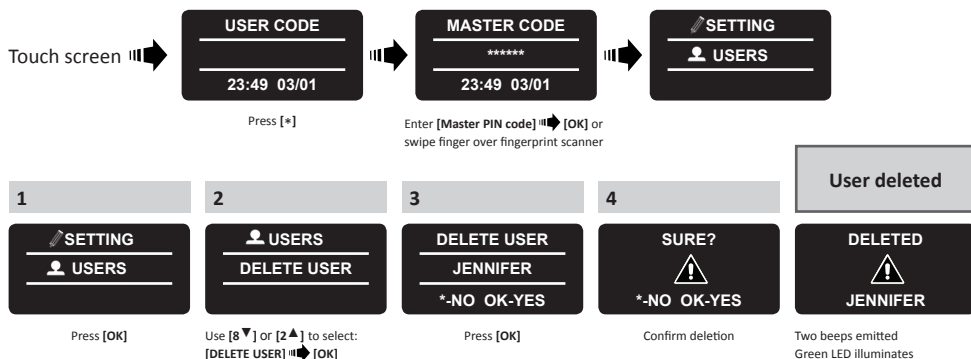 Touch screen
USER CODE
23:49 03/01
Press [*]
MASTER CODE
******
23:49 03/01
Enter [Master PIN code] [OK] or
swipe finger over fingerprint scanner
SETTING
USERS
1
SETTING
USERS
Press [OK]
2
USERS
DELETE USER
Use [8▼] or [2▲] to select:
[DELETE USER] [OK]
3
DELETE USER
JENNIFER
*-NO OK-YES
Press [OK]
4
SURE?
*-NO OK-YES
Confirm deletion
User deleted
DELETED
JENNIFER
Two beeps emitted
Green LED illuminates